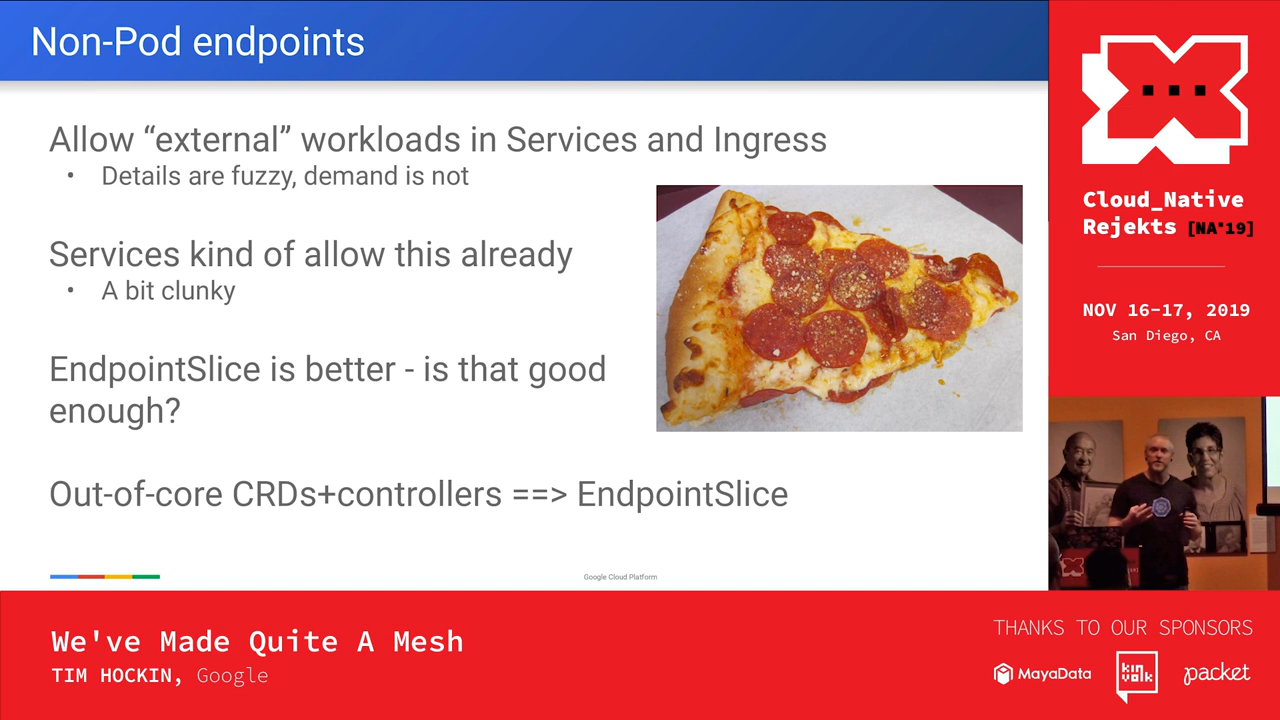 Non-Pod endpoints
Allow “external” workloads in Services and Ingress
• Details are fuzzy, demand is not
Services kind of allow this already
• A bit clunky
EndpointSlice is better - is that good
enough?
Out-of-core CRDs+controllers ==> EndpointSlice
Google Cloud Platform
Cloud_Native
Rejekts [NA'19]
NOV 16-17, 2019
San Diego, CA
We've Made Quite A Mesh
TIM HOCKIN, Google
THANKS TO OUR SPONSORS
MayaData
kin
volk
packet